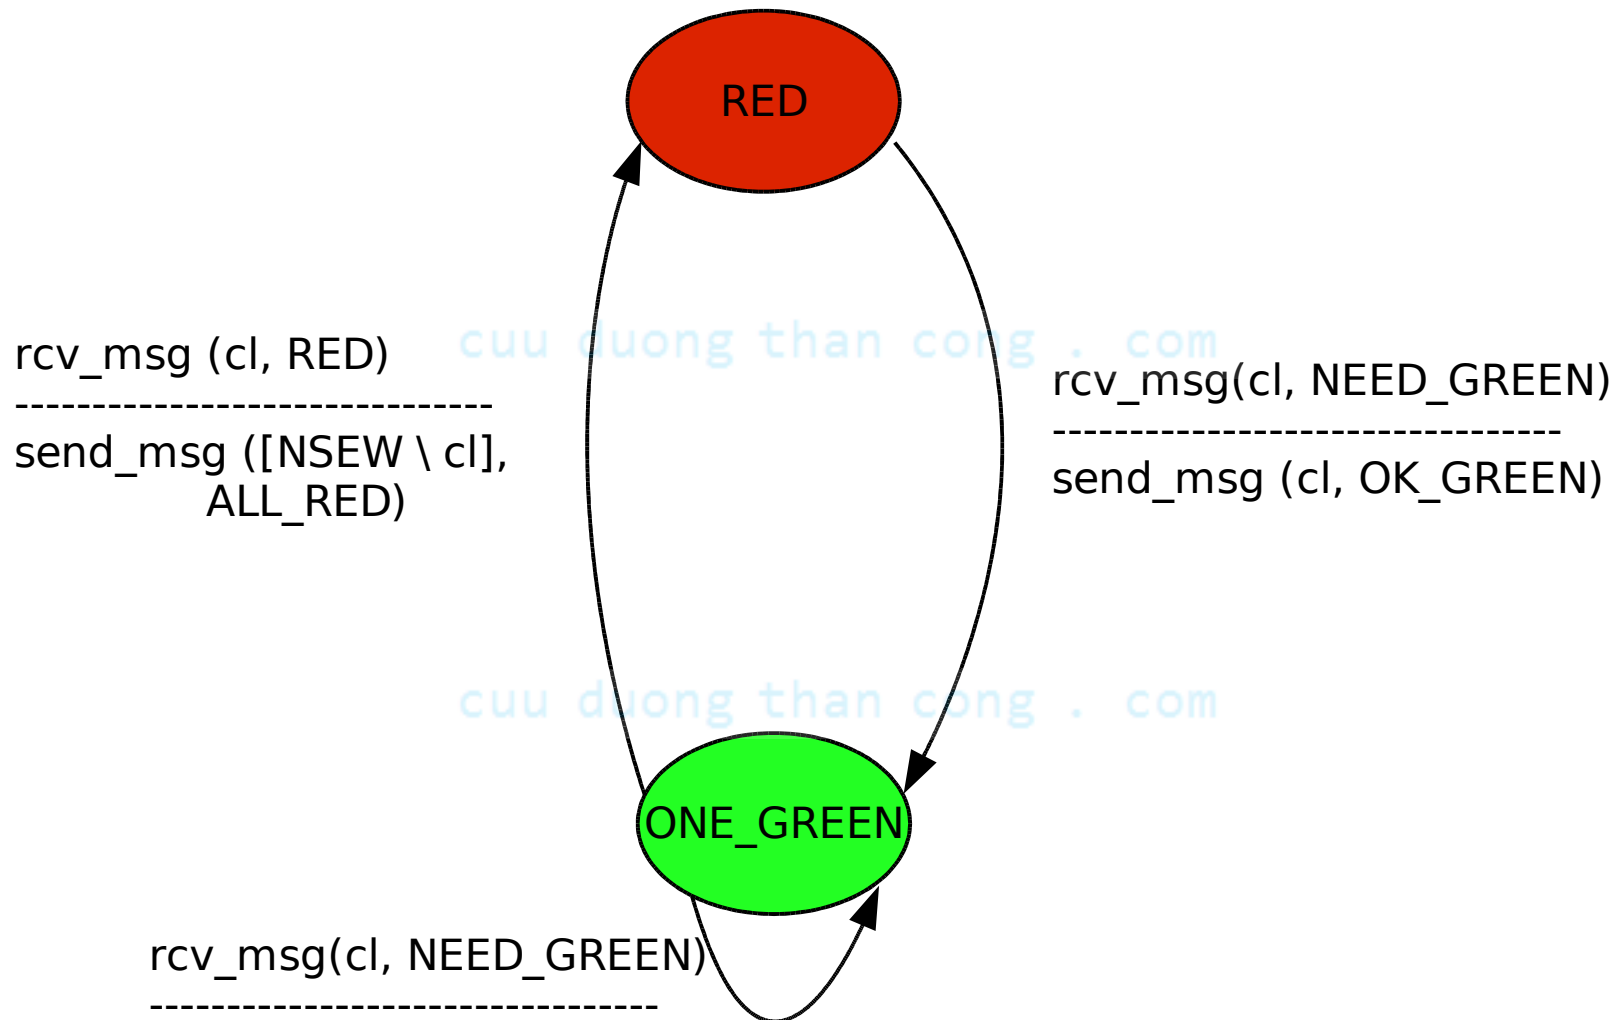 RED
cuu duong than cong . com
rcv_msg (cl, RED)
-------------------------------
send_msg ([NSEW \ cl],
ALL_RED)
rcv_msg(cl, NEED_GREEN)
---------------------------------
send_msg (cl, OK_GREEN)
cuu duong than cong . com
ONE_GREEN
rcv_msg(cl, NEED_GREEN)
---------------------------------